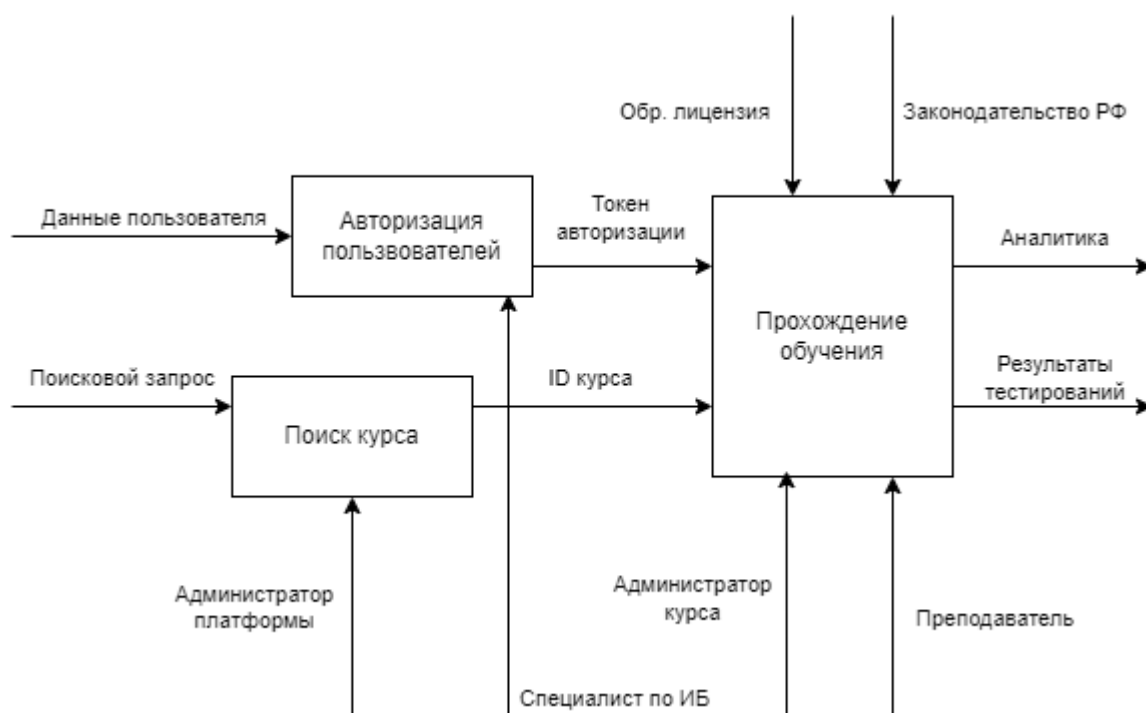 Обр. лицензия
Законодательство РФ
Данные пользователя
Авторизация
пользвователей
Токен
авторизации
Аналитика
Прохождение
обучения
Поисковой запрос
Поиск курса
ID курса
Результаты
тестирований
Администратор
платформы
Администратор
курса
Преподаватель
Специалист по ИБ